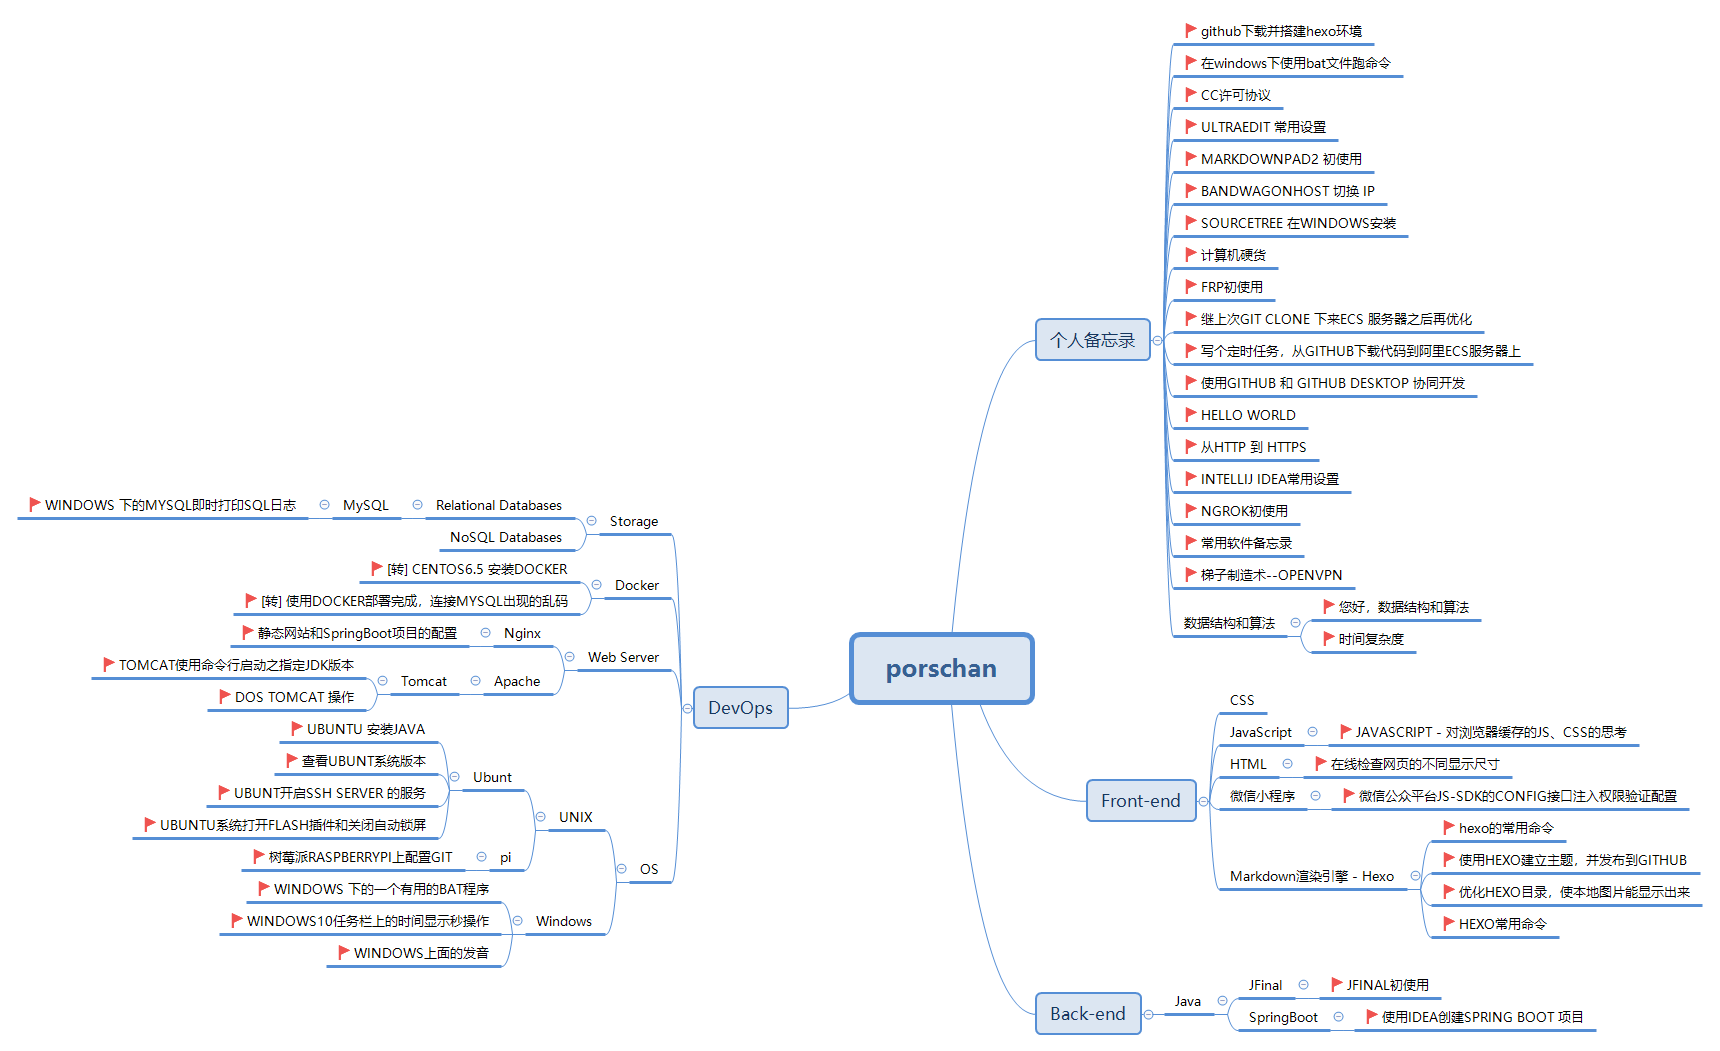 porschan
个人备忘录
github下载并搭建hexo环境
在windows下使用bat文件跑命令
CC许可协议
ULTRAEDIT 常用设置
MARKDOWNPAD2 初使用
BANDWAGONHOST 切换 IP
SOURCETREE 在WINDOWS安装
计算机硬货
FRP初使用
继上次GIT CLONE 下来ECS 服务器之后再优化
写个定时任务，从GITHUB下载代码到阿里ECS服务器上
使用GITHUB 和 GITHUB DESKTOP 协同开发
HELLO WORLD
从HTTP 到 HTTPS
INTELLIJ IDEA常用设置
NGROK初使用
常用软件备忘录
梯子制造术--OPENVPN
数据结构和算法
您好，数据结构和算法
时间复杂度
Front-end
CSS
JavaScript
JAVASCRIPT - 对浏览器缓存的JS、CSS的思考
HTML
在线检查网页的不同显示尺寸
微信小程序
微信公众平台JS-SDK的CONFIG接口注入权限验证配置
Markdown渲染引擎 - Hexo
hexo的常用命令
使用HEXO建立主题，并发布到GITHUB
优化HEXO目录，使本地图片能显示出来
HEXO常用命令
Back-end
Java
JFinal
JFINAL初使用
SpringBoot
使用IDEA创建SPRING BOOT 项目
DevOps
Storage
Relational Databases
MySQL
WINDOWS 下的MYSQL即时打印SQL日志
NoSQL Databases
Docker
[转] CENTOS6.5 安装DOCKER
[转] 使用DOCKER部署完成，连接MYSQL出现的乱码
Web Server
Nginx
静态网站和SpringBoot项目的配置
Apache
Tomcat
TOMCAT使用命令行启动之指定JDK版本
DOS TOMCAT 操作
OS
UNIX
Ubunt
UBUNTU 安装JAVA
查看UBUNT系统版本
UBUNT开启SSH SERVER 的服务
UBUNTU系统打开FLASH插件和关闭自动锁屏
pi
树莓派RASPBERRYPI上配置GIT
Windows
WINDOWS 下的一个有用的BAT程序
WINDOWS10任务栏上的时间显示秒操作
WINDOWS上面的发音